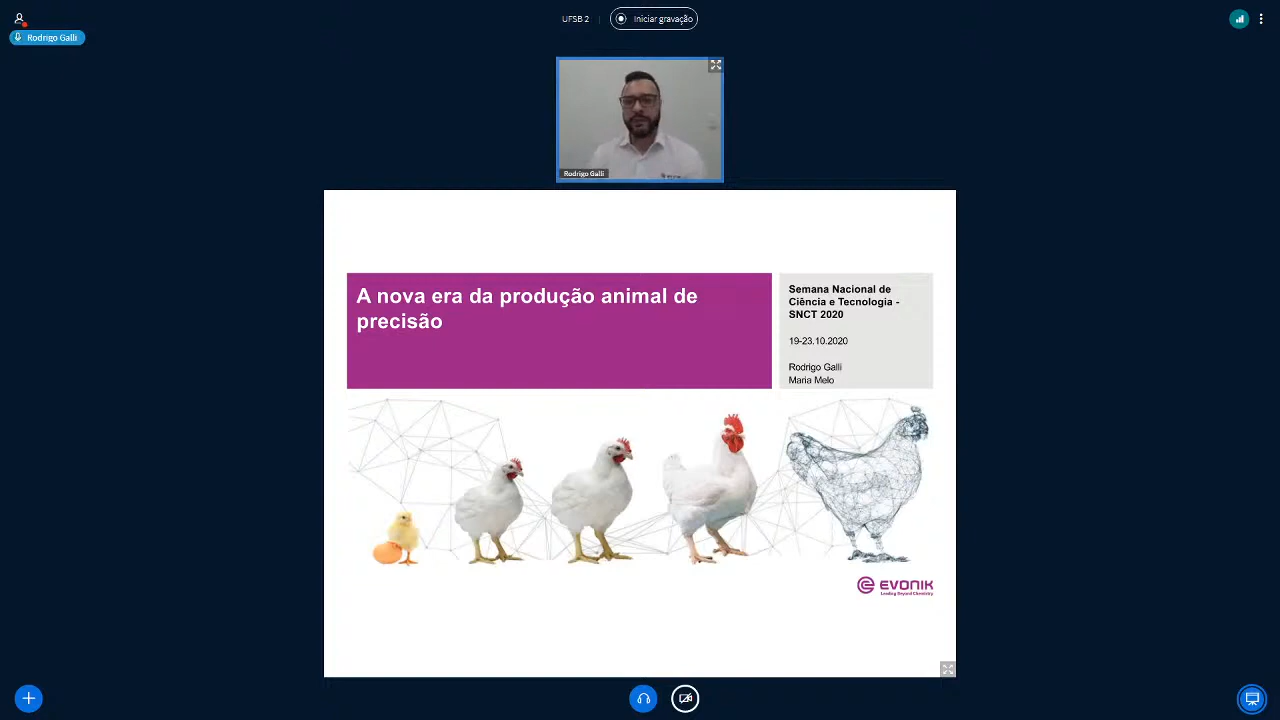 UFSB 2
Iniciar gravação
Rodrigo Galli
Rodrigo Galli
A nova era da produção animal de
precisão
Semana Nacional de
Ciência e Tecnologia -
SNCT 2020
19-23.10.2020
Rodrigo Galli
Maria Melo
EVONIK
Leading Beyond Chemistry